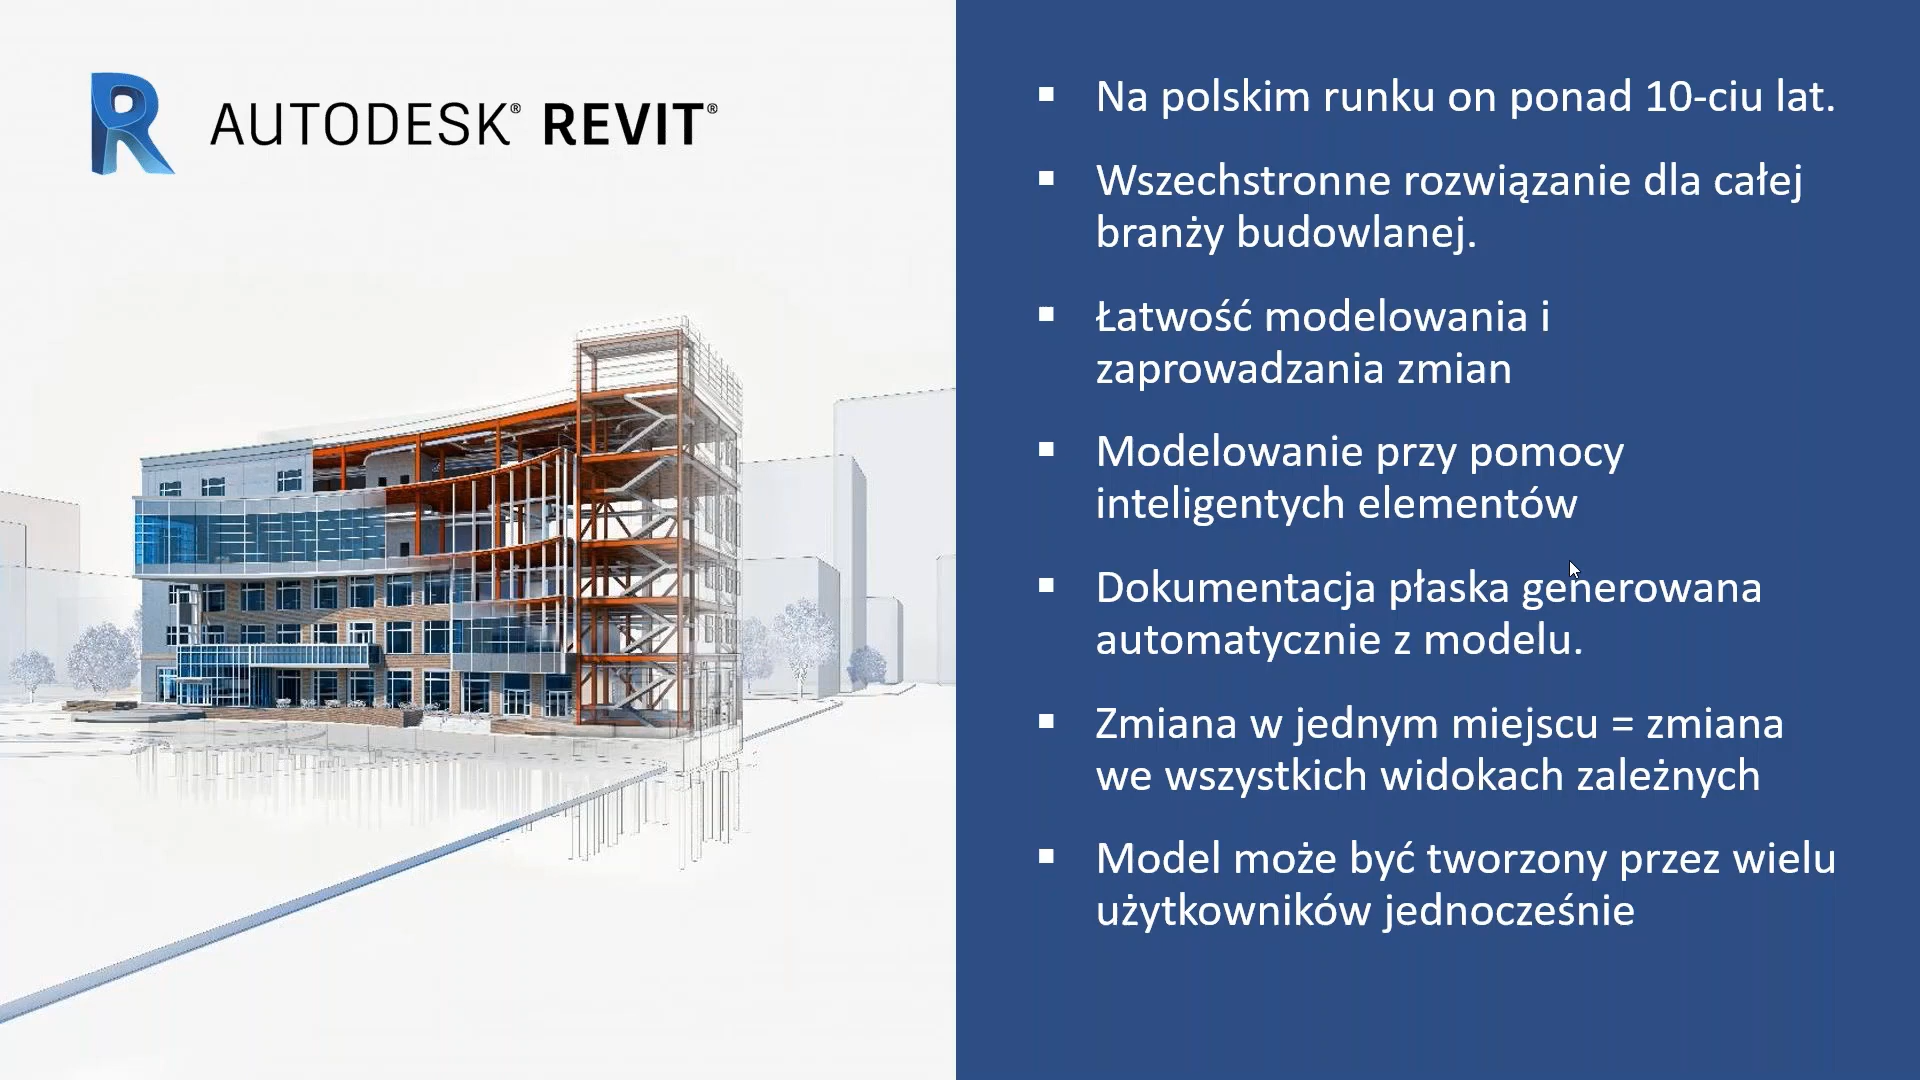 AUTODESK® REVIT®
▪ Na polskim runku on ponad 10-ciu lat.
▪ Wszechstronne rozwiązanie dla całej
branży budowlanej.
▪ Łatwość modelowania i
zaprowadzania zmian
▪ Modelowanie przy pomocy
inteligentych elementów
▪ Dokumentacja płaska generowana
automatycznie z modelu.
▪ Zmiana w jednym miejscu = zmiana
we wszystkich widokach zależnych
▪ Model może być tworzony przez wielu
użytkowników jednocześnie